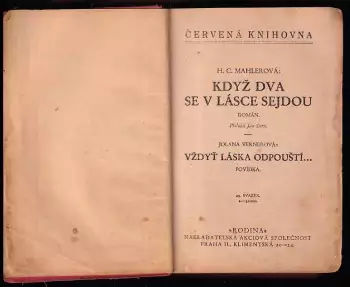 ČERVENÁ KNIHOVNA
H. C. MAHLEROVÁ:
KDYŽ DVA
SE V LÁSCE SEJDOU
ROMÁN.
JOLANA VERNEROVÁ:
VŽDYŤ LÁSKA ODPOUŠTÍ...
POVÍDKA.
SVAZEK.
»RODINA«
NAKLADATELSKÁ AKCIOVÁ SPOLEČNOST
PRAHA II., KLIMENTSKÁ